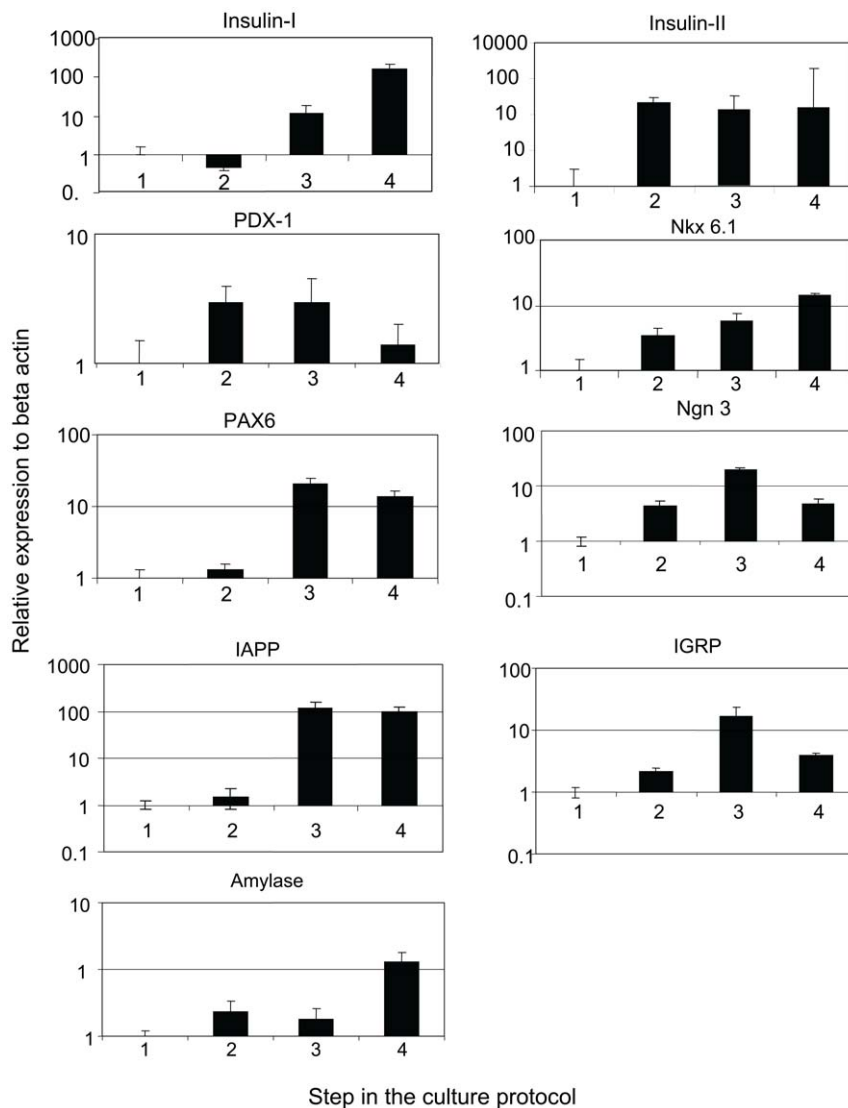 Insulin-I
1000
100
10
1
0.
1 2 3 4
Insulin-II
10000
100
10
100
1
1 2 3 4
PDX-1
10
1
1 2 3 4
Nkx 6.1
100
10
1
1 2 3 4
PAX6
100
10
1
1 2 3 4
Ngn 3
100
10
1
0.1
1 2 3 4
IAPP
1000
100
10
1
0.1
1 2 3 4
IGRP
100
10
1
0.1
1 2 3 4
Amylase
10
1
1
1 2 3 4
Relative expression to beta actin
Step in the culture protocol